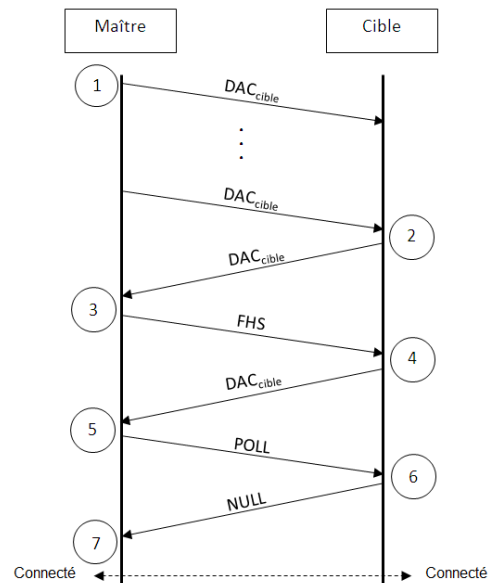 Maître
Cible
1
DACcible
DACcible
2
DACcible
3
FHS
4
DACcible
5
POLL
6
NULL
7
Connecté
Connecté